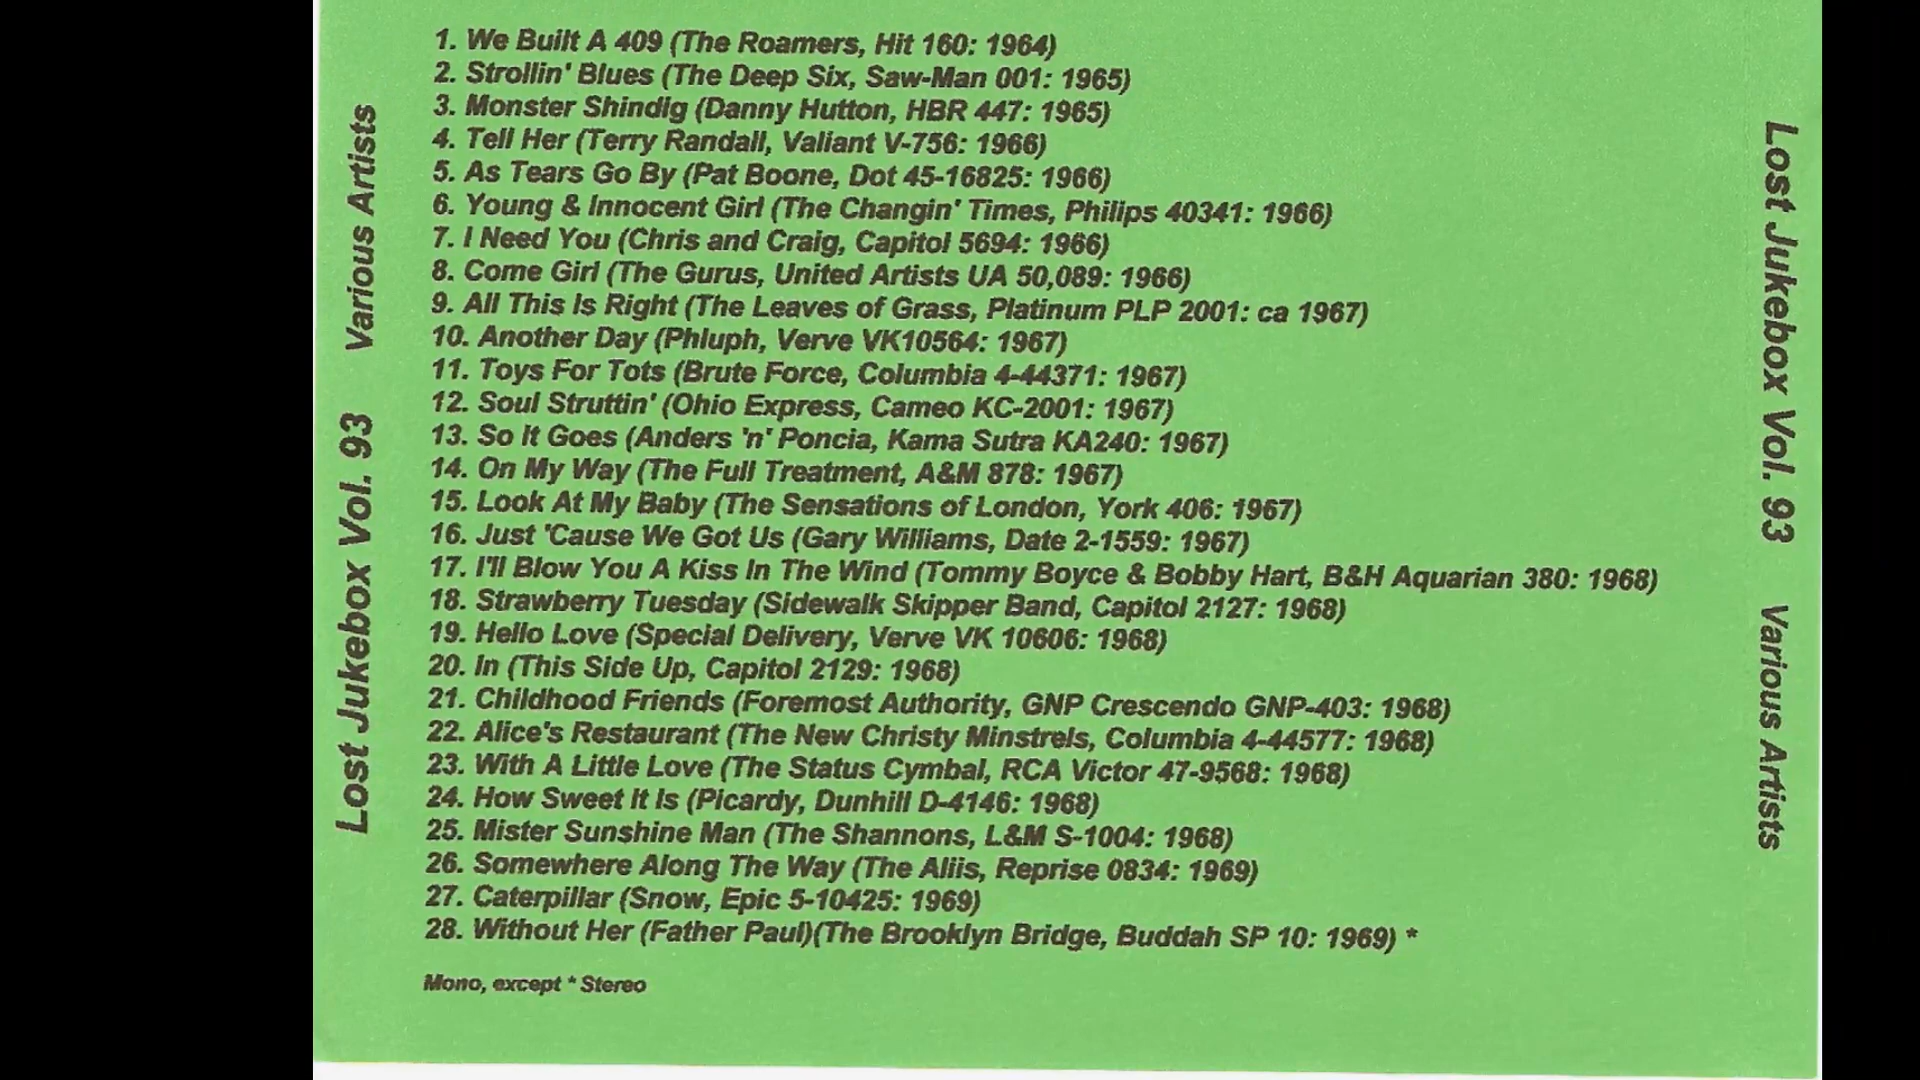 1. We Built A 409 (The Roamers, Hit 160: 1964)
2. Strollin' Blues (The Deep Six, Saw-Man 001: 1965)
3. Monster Shindig (Danny Hutton, HBR 447: 1965)
4. Tell Her (Terry Randall, Valiant V-756: 1966)
5. As Tears Go By (Pat Boone, Dot 45-16825: 1966)
6. Young & Innocent Girl (The Changin' Times, Philips 40341: 1966)
7. I Need You (Chris and Craig, Capitol 5694: 1966)
8. Come Girl (The Gurus, United Artists UA 50,089: 1966)
9. All This Is Right (The Leaves of Grass, Platinum PLP 2001: ca 1967)
10. Another Day (Phluph, Verve VK10564: 1967)
11. Toys For Tots (Brute Force, Columbia 4-44371: 1967)
12. Soul Struttin' (Ohio Express, Cameo KC-2001: 1967)
13. So It Goes (Anders 'n' Poncia, Kama Sutra KA240: 1967)
14. On My Way (The Full Treatment, A&M 878: 1967)
15. Look At My Baby (The Sensations of London, York 406: 1967)
16. Just 'Cause We Got Us (Gary Williams, Date 2-1559: 1967)
17. I'll Blow You A Kiss In The Wind (Tommy Boyce & Bobby Hart, B&H Aquarian 380: 1968)
18. Strawberry Tuesday (Sidewalk Skipper Band, Capitol 2127: 1968)
19. Hello Love (Special Delivery, Verve VK 10606: 1968)
20. In (This Side Up, Capitol 2129: 1968)
21. Childhood Friends (Foremost Authority, GNP Crescendo GNP-403: 1968)
22. Alice's Restaurant (The New Christy Minstrels, Columbia 4-44577: 1968)
23. With A Little Love (The Status Cymbal, RCA Victor 47-9568: 1968)
24. How Sweet It Is (Picardy, Dunhill D-4146: 1968)
25. Mister Sunshine Man (The Shannons, L&M S-1004: 1968)
26. Somewhere Along The Way (The Aliis, Reprise 0834: 1969)
27. Caterpillar (Snow, Epic 5-10425: 1969)
28. Without Her (Father Paul)(The Brooklyn Bridge, Buddah SP 10: 1969) *
Mono, except * Stereo
Lost Jukebox Vol. 93 Various Artists
Lost Jukebox Vol. 93 Various Artists